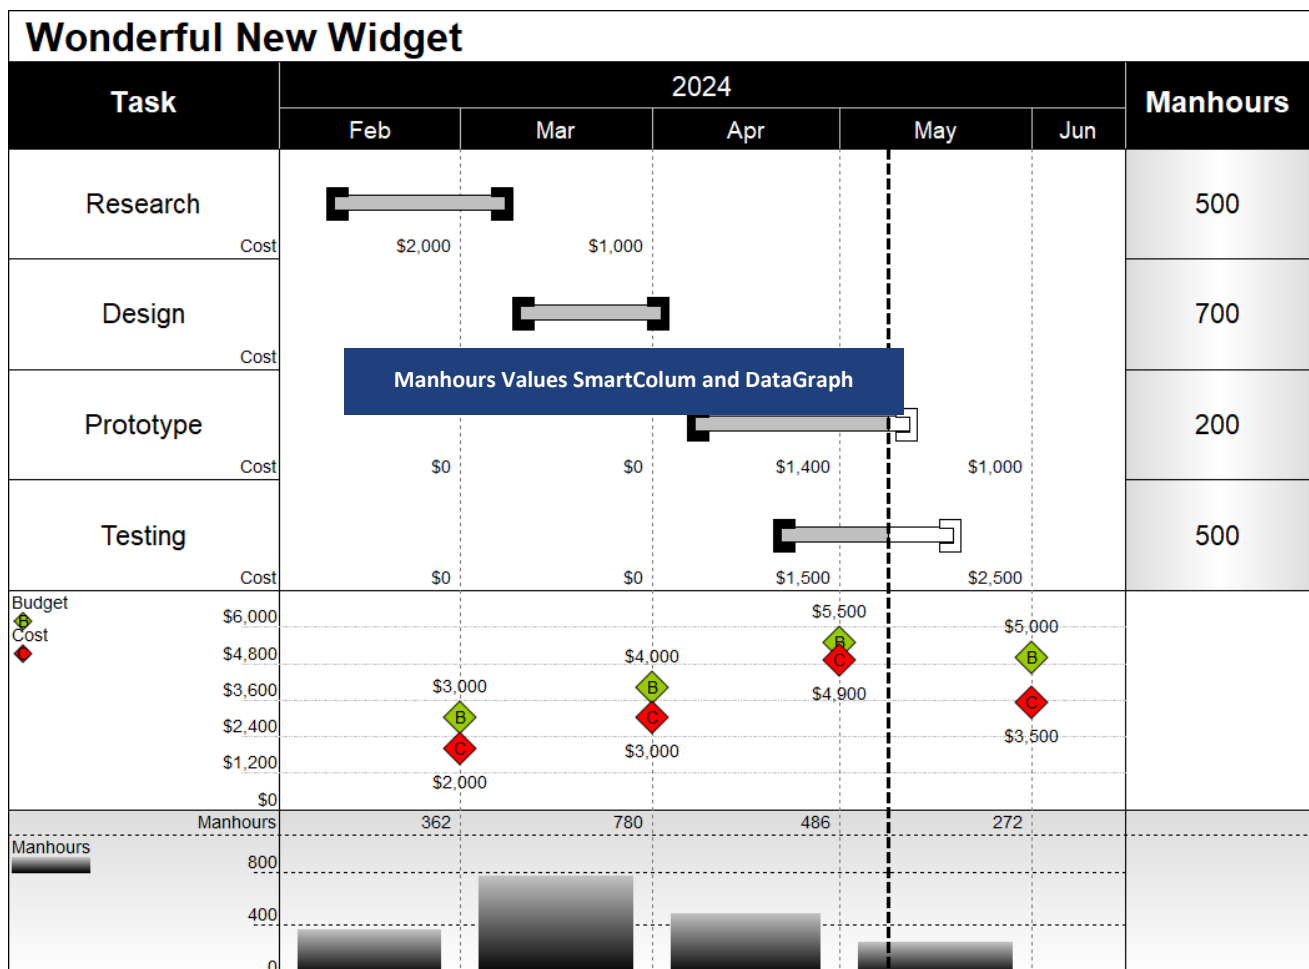 Wonderful New Widget
Task
2024
Manhours
Feb Mar Apr May Jun
Research
500
Cost $2,000 $1,000
Design
700
Cost
Manhours Values SmartColum and DataGraph
Prototype
200
Cost $0 $0 $1,400 $1,000
Testing
500
Cost $0 $0 $1,500 $2,500
Budget
B
Cost
C
$6,000
$4,800
$3,600
$2,400
$1,200
$0
$3,000
B
C
$2,000
$4,000
B
C
$3,000
$5,500
B
C
$4,900
$5,000
B
C
$3,500
Manhours 362 780 486 272
Manhours
800
400
0